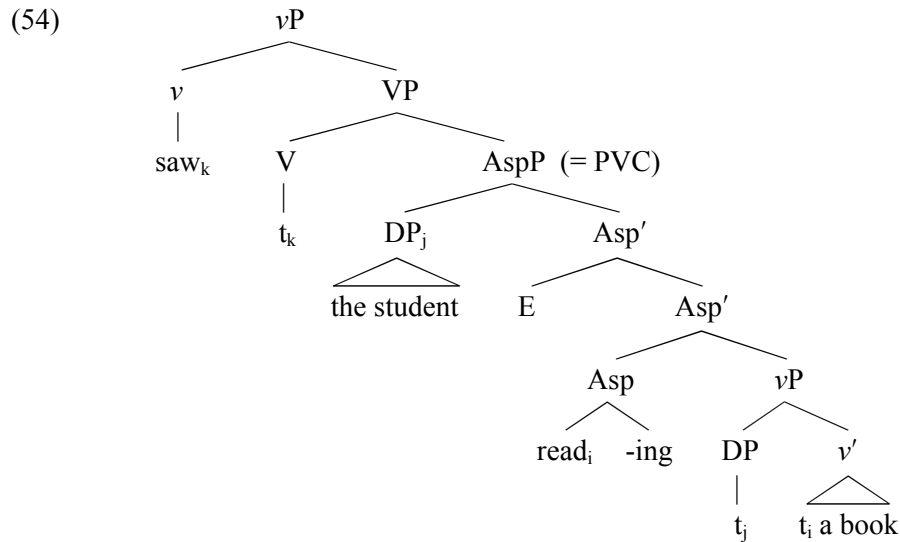 (54) vP
v VP
sawk V AspP (= PVC)
tk DPj Asp′
the student E Asp′
Asp vP
readi -ing DP v′
tj ti a book